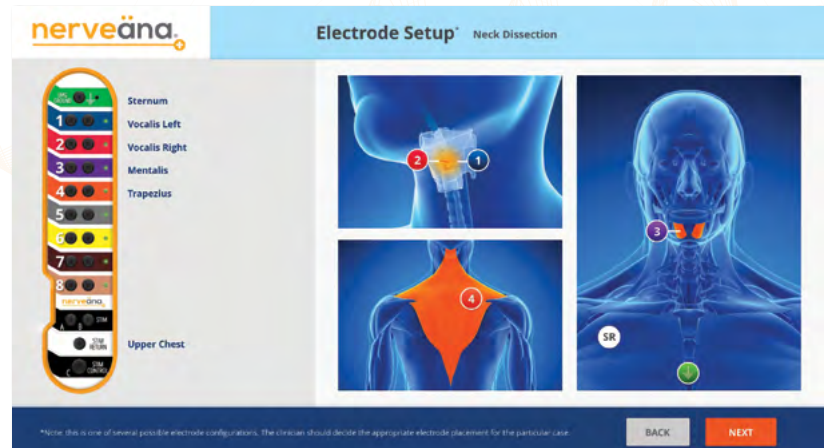 nerveäna.
Electrode Setup* Neck Dissection
Sternum
1 Vocalis Left
2 Vocalis Right
3 Mentalis
4 Trapezius
5
6
7
8
nerveäna.
A B STIM
STIM RETURN Upper Chest
C STIM CONTROL
2 1
4
3
SR
*Note: this is one of several possible electrode configurations. The clinician should decide the appropriate electrode placement for the particular case.
BACK NEXT